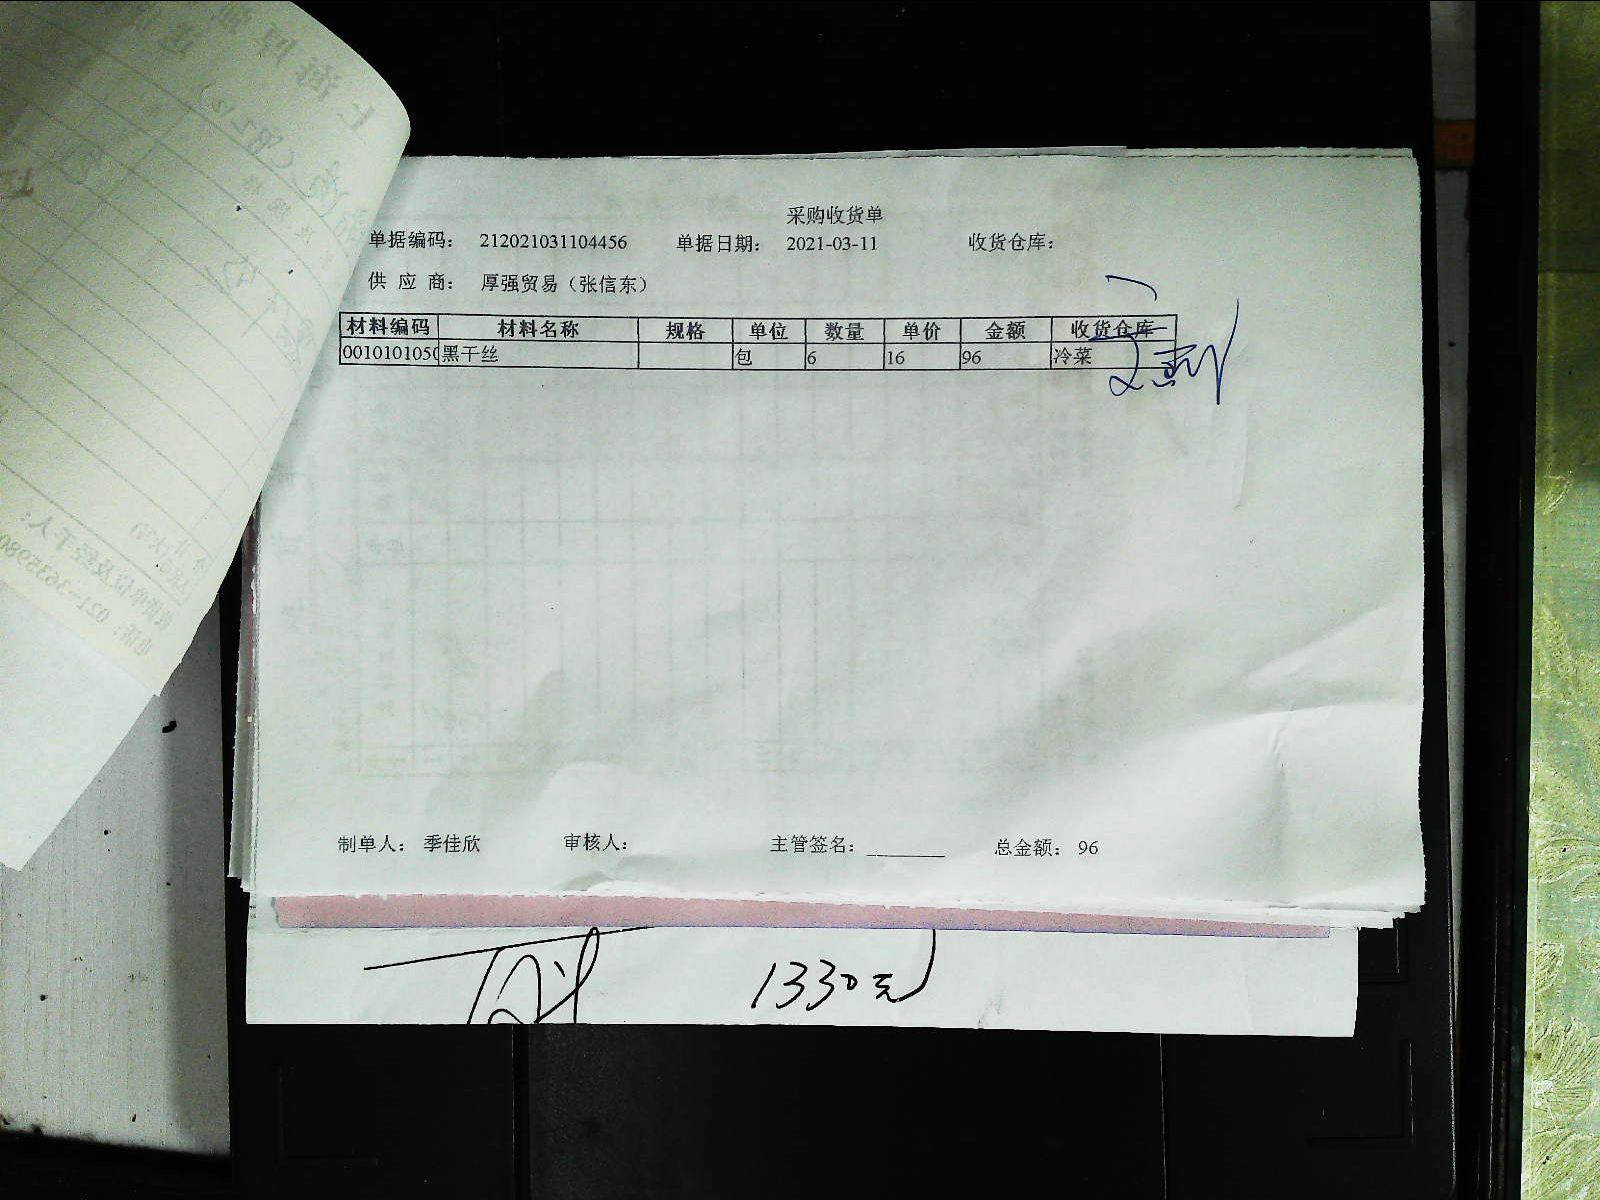 采购收货单
单据编码： 212021031104456 单据日期： 2021-03-11 收货仓库：
供 应 商： 厚强贸易（张信东）
材料编码 材料名称 规格 单位 数量 单价 金额 收货仓库
0010101050 黑干丝 包 6 16 96 冷菜
制单人： 季佳欣 审核人： 主管签名：________ 总金额： 96
1330元